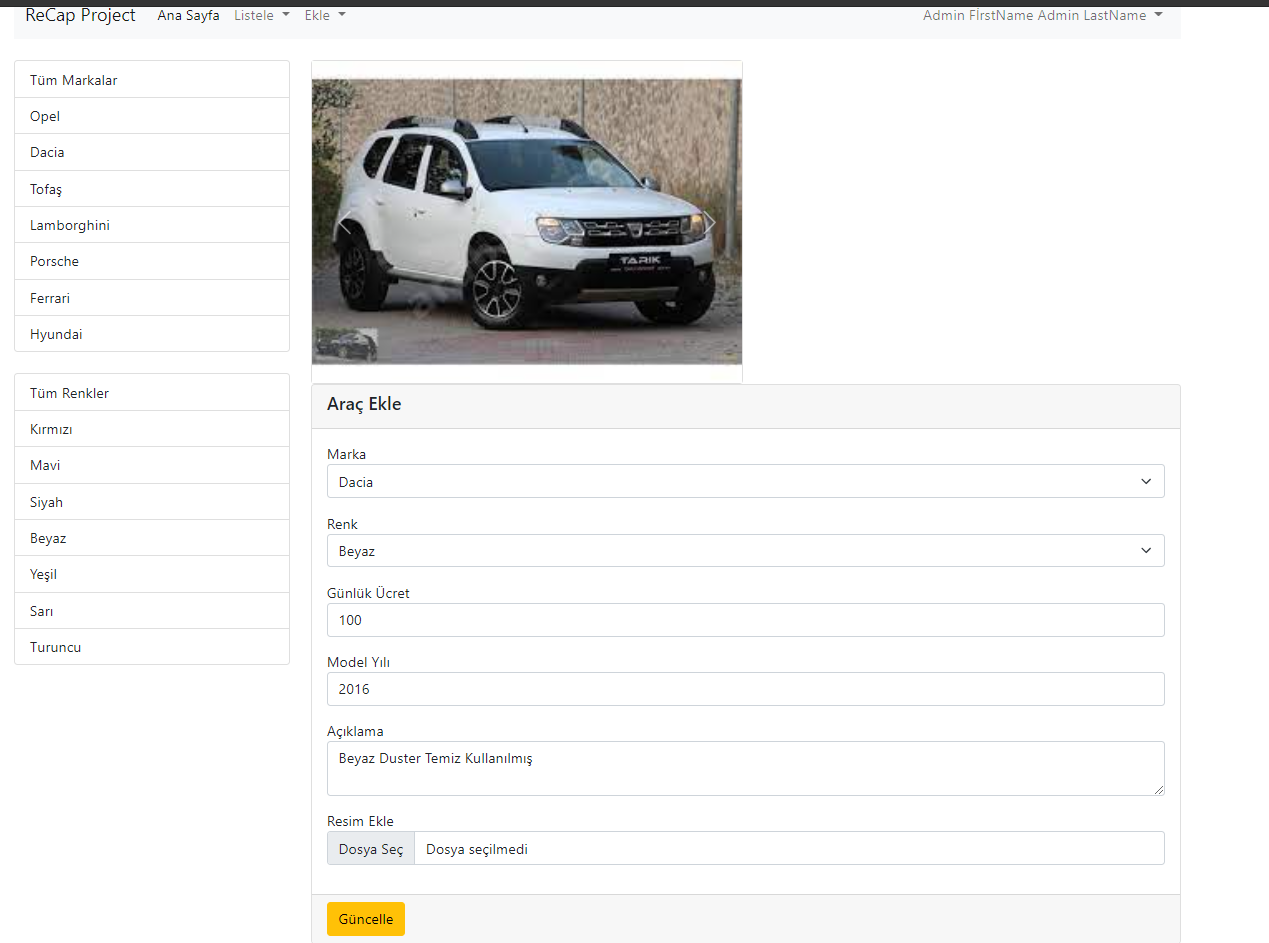 ReCap Project Ana Sayfa Listele Ekle Admin FİrstName Admin LastName
Tüm Markalar
Opel
Dacia
Tofaş
Lamborghini
Porsche
Ferrari
Hyundai
Tüm Renkler
Kırmızı
Mavi
Siyah
Beyaz
Yeşil
Sarı
Turuncu
TARIK
Araç Ekle
Marka
Dacia
Renk
Beyaz
Günlük Ücret
100
Model Yılı
2016
Açıklama
Beyaz Duster Temiz Kullanılmış
Resim Ekle
Dosya Seç Dosya seçilmedi
Güncelle